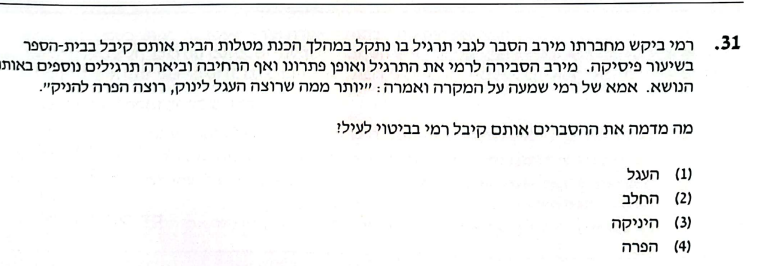 31. רמי ביקש מחברתו מירב הסבר לגבי תרגיל בו נתקל במהלך הכנת מטלות הבית אותם קיבל בבית-הספר
בשיעור פיסיקה. מירב הסבירה לרמי את התרגיל ואופן פתרונו ואף הרחיבה וביארה תרגילים נוספים באותו
הנושא. אמא של רמי שמעה על המקרה ואמרה: "יותר ממה שרוצה העגל לינוק, רוצה הפרה להניק".
מה מדמה את ההסברים אותם קיבל רמי בביטוי לעיל?
(1) העגל
(2) החלב
(3) היניקה
(4) הפרה